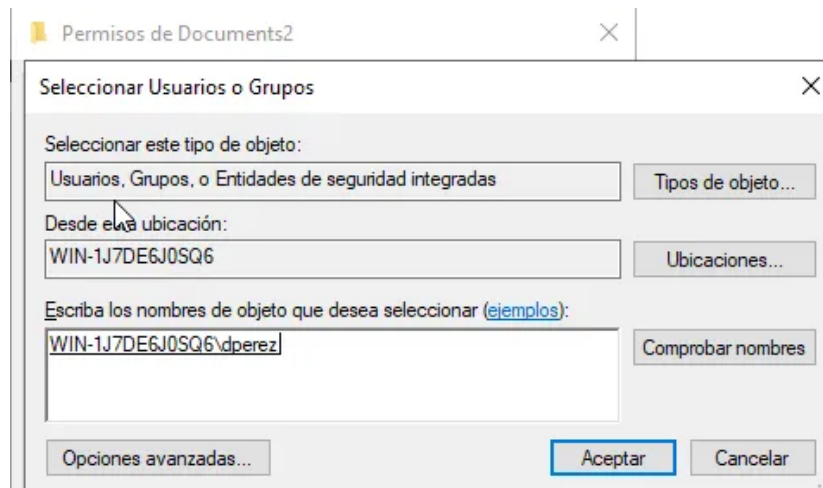 Permisos de Documents2
Seleccionar Usuarios o Grupos
Seleccionar este tipo de objeto:
Usuarios, Grupos, o Entidades de seguridad integradas
Tipos de objeto...
Desde esta ubicación:
WIN-1J7DE6J0SQ6
Ubicaciones...
Escriba los nombres de objeto que desea seleccionar (ejemplos):
WIN-1J7DE6J0SQ6\dperez
Comprobar nombres
Opciones avanzadas...
Aceptar
Cancelar